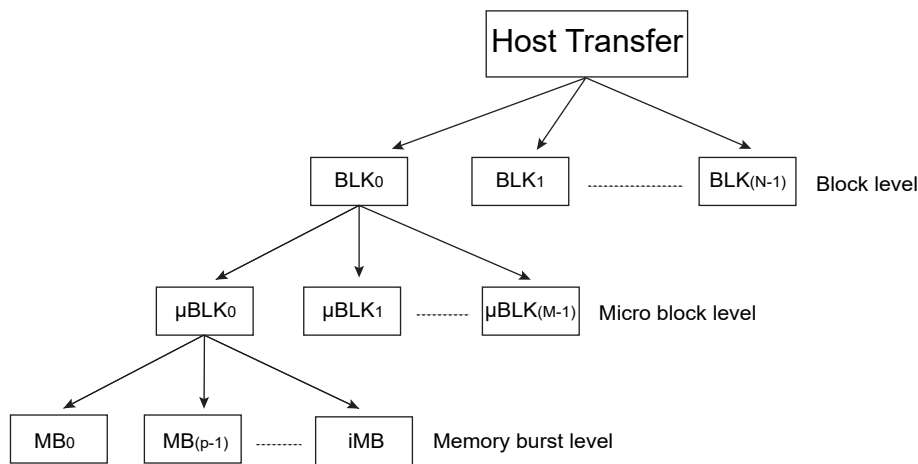 Host Transfer
BLK0 BLK1 BLK(N-1) Block level
µBLK0 µBLK1 µBLK(M-1) Micro block level
MB0 MB(p-1) iMB Memory burst level